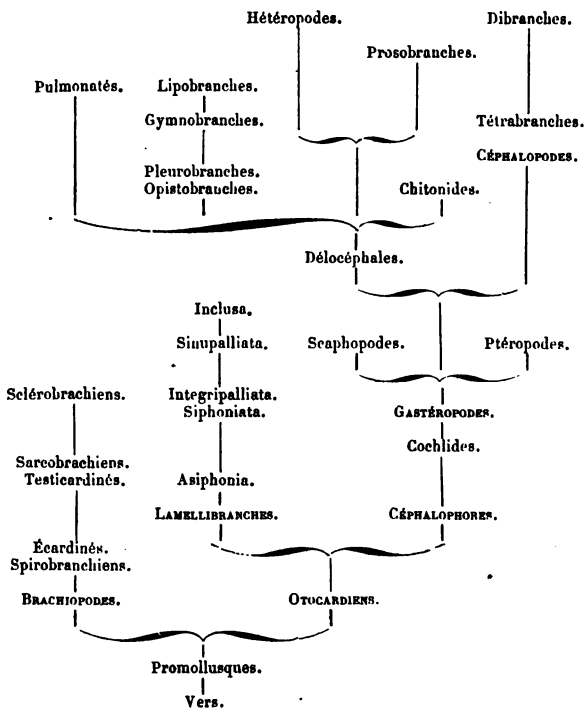 Hétéropodes. Dibranches.
Prosobranches.
Pulmonatés. Lipobranches.
Gymnobranches. Tétrabranches.
CÉPHALOPODES.
Pleurobranches.
Opistobranches. Chitonides.
Délocéphales.
Inclusa.
Sinupalliata. Scaphopodes. Ptéropodes.
Sclérobrachiens. Integripalliata.
Siphoniata. GASTÉROPODES.
Cochlides.
Sarcobrachiens.
Testicardinés. Asiphonia.
LAMELLIBRANCHES. CÉPHALOPHORES.
Écardinés.
Spirobranchiens.
BRACHIOPODES. OTOCARDIENS.
Promollusques.
Vers.